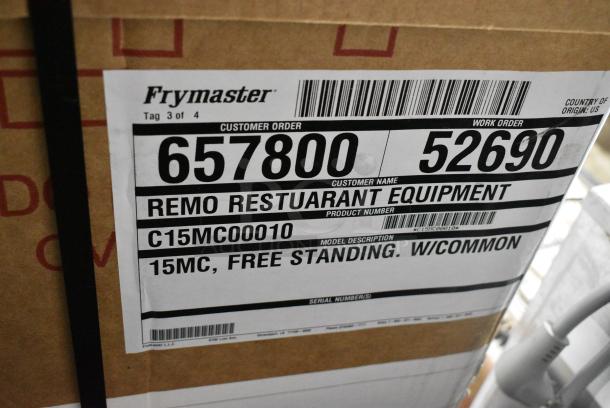 Frymaster
Tag 3 of 4
COUNTRY OF
ORIGIN: US
CUSTOMER ORDER
WORK ORDER
657800
52690
CUSTOMER NAME
REMO RESTUARANT EQUIPMENT
PRODUCT NUMBER
C15MC00010
*C15MC00010*
MODEL DESCRIPTION
15MC, FREE STANDING. W/COMMON
SERIAL NUMBER(S)